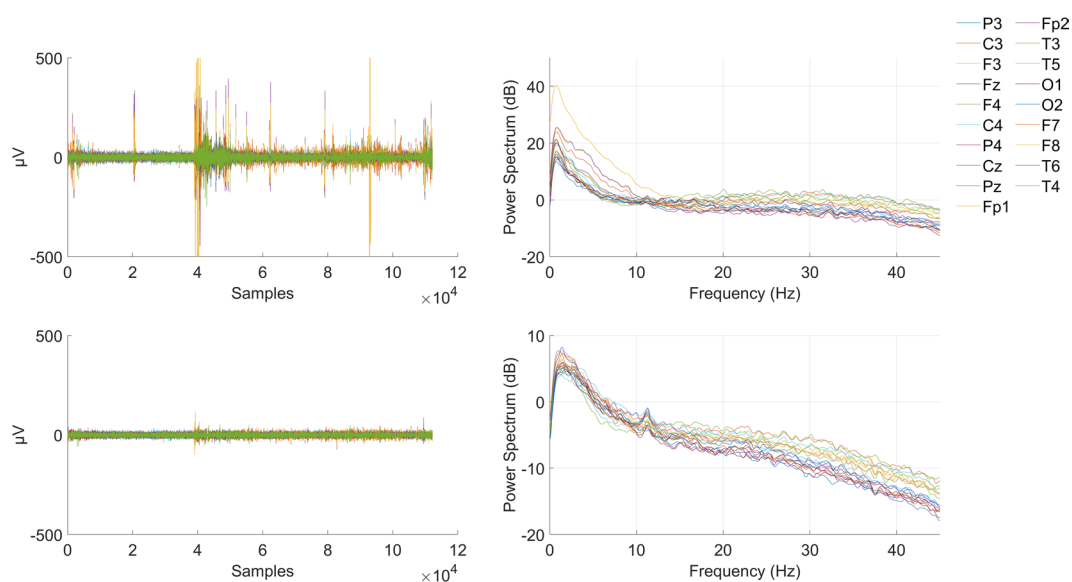 P3 Fp2
C3 T3
F3 T5
Fz O1
F4 O2
C4 F7
P4 F8
Cz T6
Pz T4
Fp1
500
0
-500
µV
0 2 4 6 8 10 12
Samples
×10^4
40
20
0
-20
Power Spectrum (dB)
0 10 20 30 40
Frequency (Hz)
500
0
-500
µV
0 2 4 6 8 10 12
Samples
×10^4
10
0
-10
-20
Power Spectrum (dB)
0 10 20 30 40
Frequency (Hz)